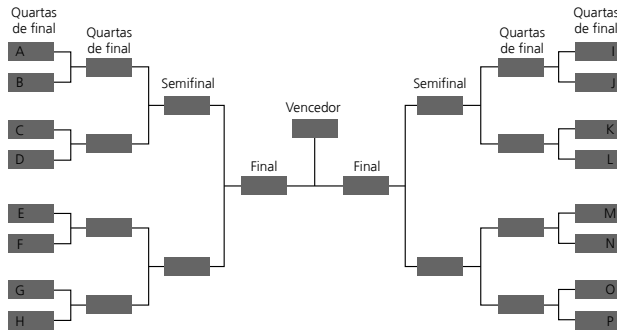 Quartas
de final
Quartas
de final
Semifinal
Vencedor
Final
Final
Semifinal
Quartas
de final
Quartas
de final
A
B
C
D
E
F
G
H
I
J
K
L
M
N
O
P